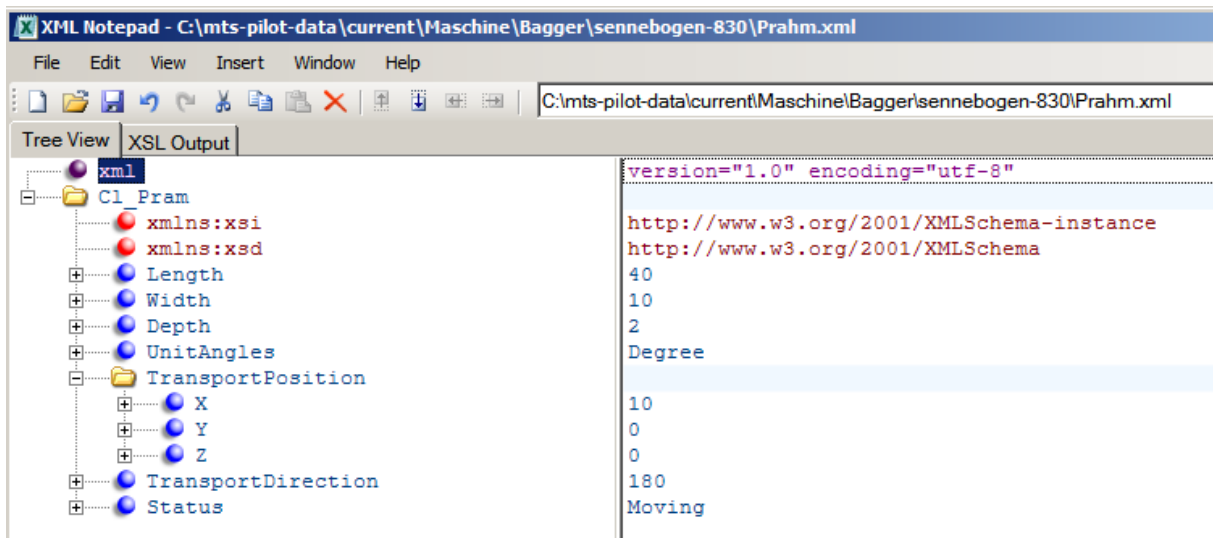 XML Notepad - C:\mts-pilot-data\current\Maschine\Bagger\sennebogen-830\Prahm.xml
File Edit View Insert Window Help
C:\mts-pilot-data\current\Maschine\Bagger\sennebogen-830\Prahm.xml
Tree View XSL Output
xml version="1.0" encoding="utf-8"
Cl_Pram
xmlns:xsi http://www.w3.org/2001/XMLSchema-instance
xmlns:xsd http://www.w3.org/2001/XMLSchema
Length 40
Width 10
Depth 2
UnitAngles Degree
TransportPosition
X 10
Y 0
Z 0
TransportDirection 180
Status Moving